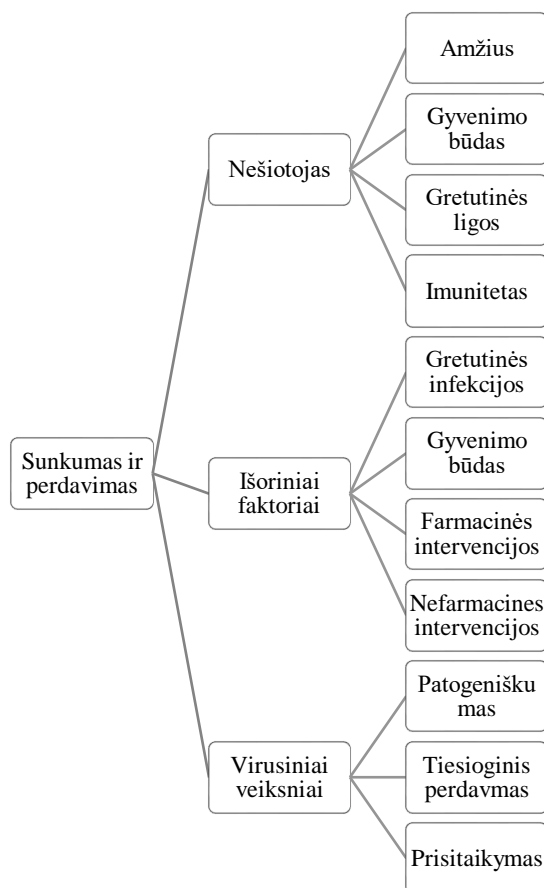 Sunkumas ir
perdavimas
Nešiotojas
Amžius
Gyvenimo
būdas
Gretutinės
ligos
Imunitetas
Išoriniai
faktoriai
Gretutinės
infekcijos
Gyvenimo
būdas
Farmacinės
intervencijos
Nefarmacines
intervencijos
Virusiniai
veiksniai
Patogenišku
mas
Tiesioginis
perdavmas
Prisitaikymas